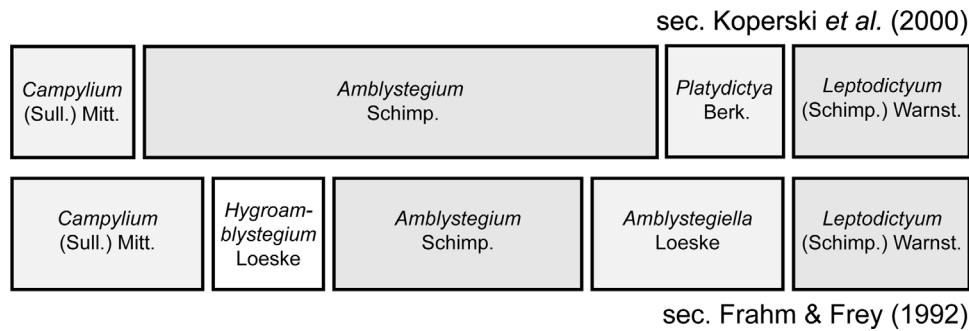 sec. Koperski et al. (2000)
Campylium
(Sull.) Mitt.
Amblystegium
Schimp.
Platydictya
Berk.
Leptodictyum
(Schimp.) Warnst.
Campylium
(Sull.) Mitt.
Hygroam-
blystegium
Loeske
Amblystegium
Schimp.
Amblystegiella
Loeske
Leptodictyum
(Schimp.) Warnst.
sec. Frahm & Frey (1992)